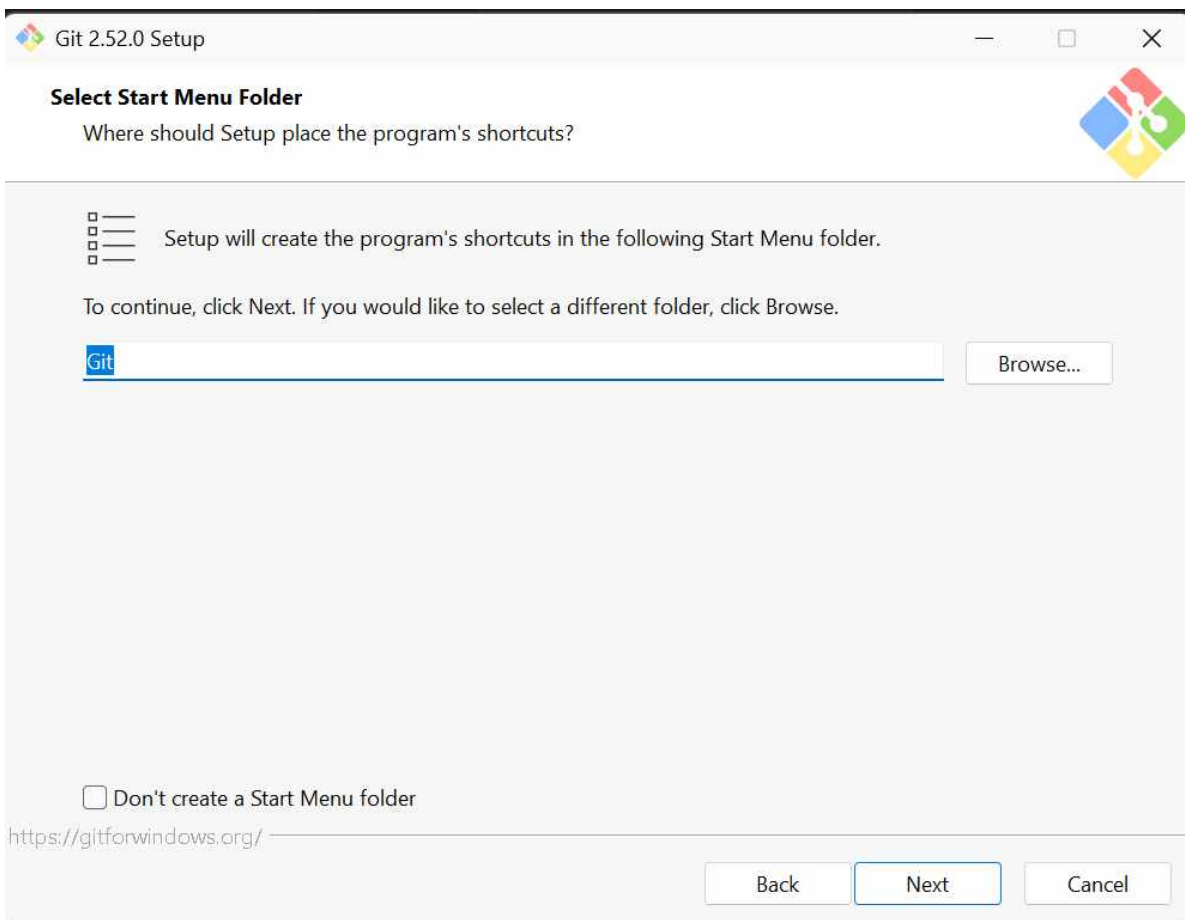 Git 2.52.0 Setup
Select Start Menu Folder
Where should Setup place the program's shortcuts?
Setup will create the program's shortcuts in the following Start Menu folder.
To continue, click Next. If you would like to select a different folder, click Browse.
Git
Browse...
Don't create a Start Menu folder
https://gitforwindows.org/
Back
Next
Cancel